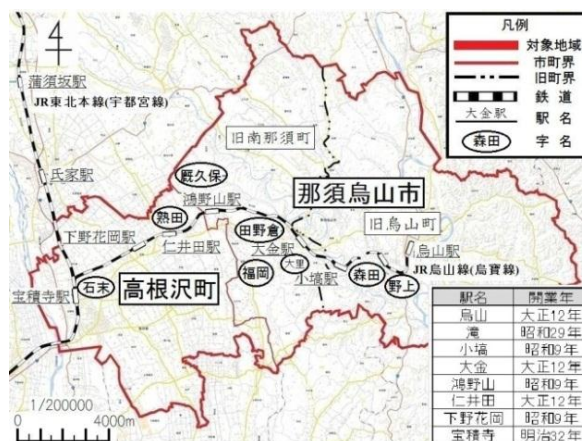 凡例
対象地域
市町界
旧町界
鉄道
大金駅 駅名
森田 字名
4
蒲須坂駅
JR東北本線(宇都宮線)
旧南那須町
氏家駅
厩久保
那須烏山市
鴻野山駅
熟田
旧烏山町
下野花岡駅
田野倉
仁井田駅
大金駅
烏山駅
福岡
大里
小塙駅
森田
野上
JR烏山線(烏寶線)
宝積寺駅
石末
高根沢町
駅名 開業年
烏山 大正12年
滝 昭和29年
小塙 昭和9年
大金 大正12年
鴻野山 昭和9年
仁井田 大正12年
下野花岡 昭和9年
宝積寺 明治32年
1/200000
0 4000m